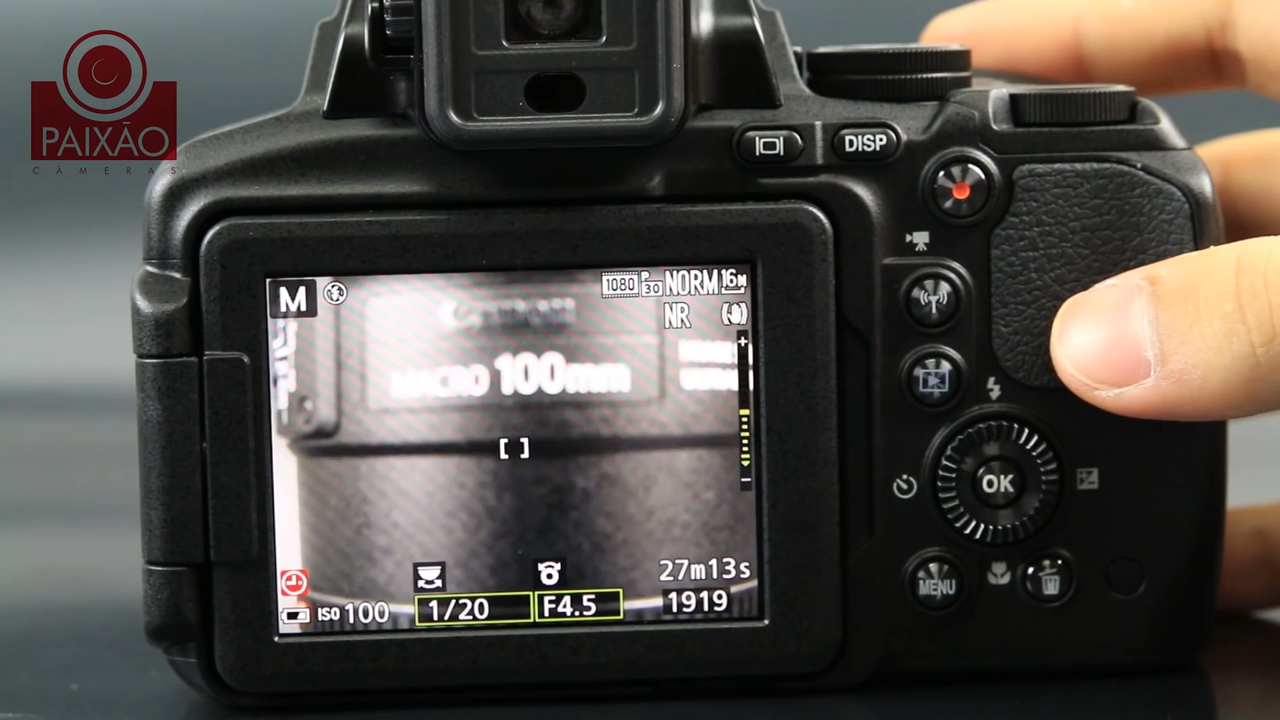 PAIXÃO
CÂMERAS
DISP
M
1080 P 30 NORM 16M
NR
MACRO 100mm
OK
27m13s
ISO 100
1/20
F4.5
1919
MENU